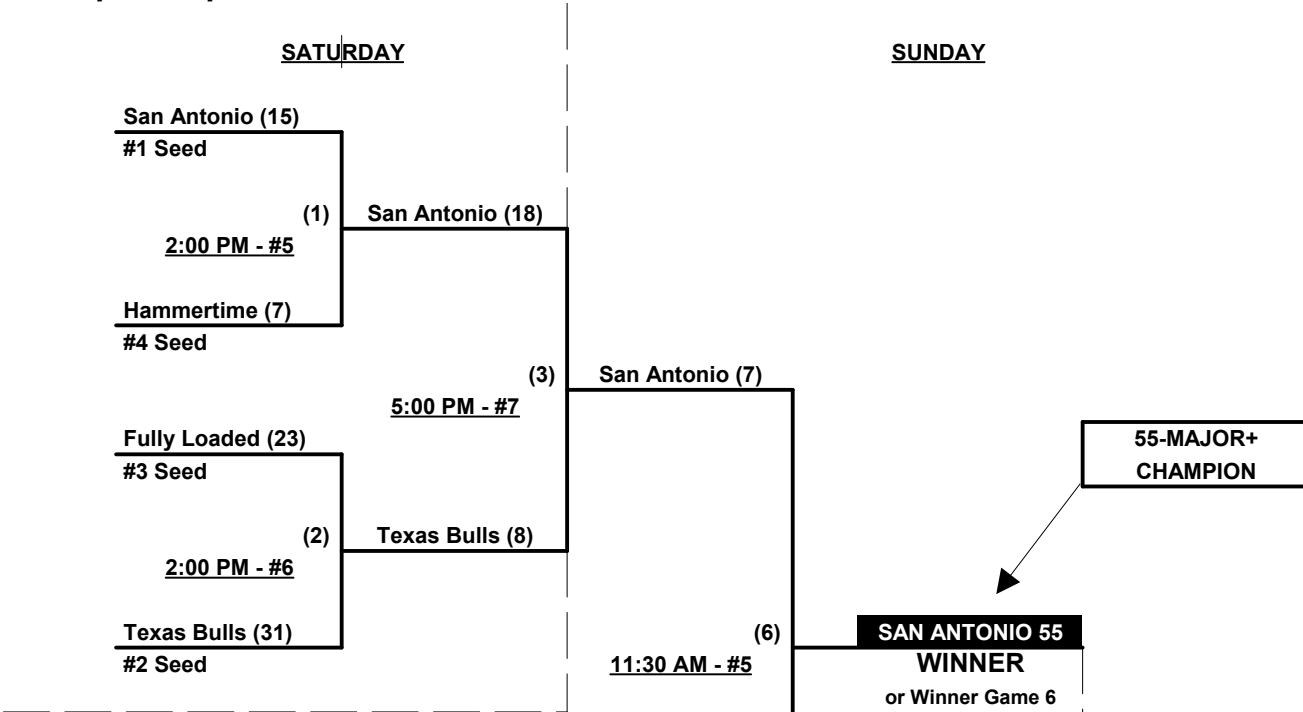 SATURDAY
SUNDAY
San Antonio (15)
#1 Seed
(1)
San Antonio (18)
2:00 PM - #5
Hammertime (7)
#4 Seed
(3)
San Antonio (7)
5:00 PM - #7
Fully Loaded (23)
#3 Seed
55-MAJOR+
CHAMPION
(2)
Texas Bulls (8)
2:00 PM - #6
Texas Bulls (31)
#2 Seed
(6)
SAN ANTONIO 55
11:30 AM - #5
WINNER
or Winner Game 6